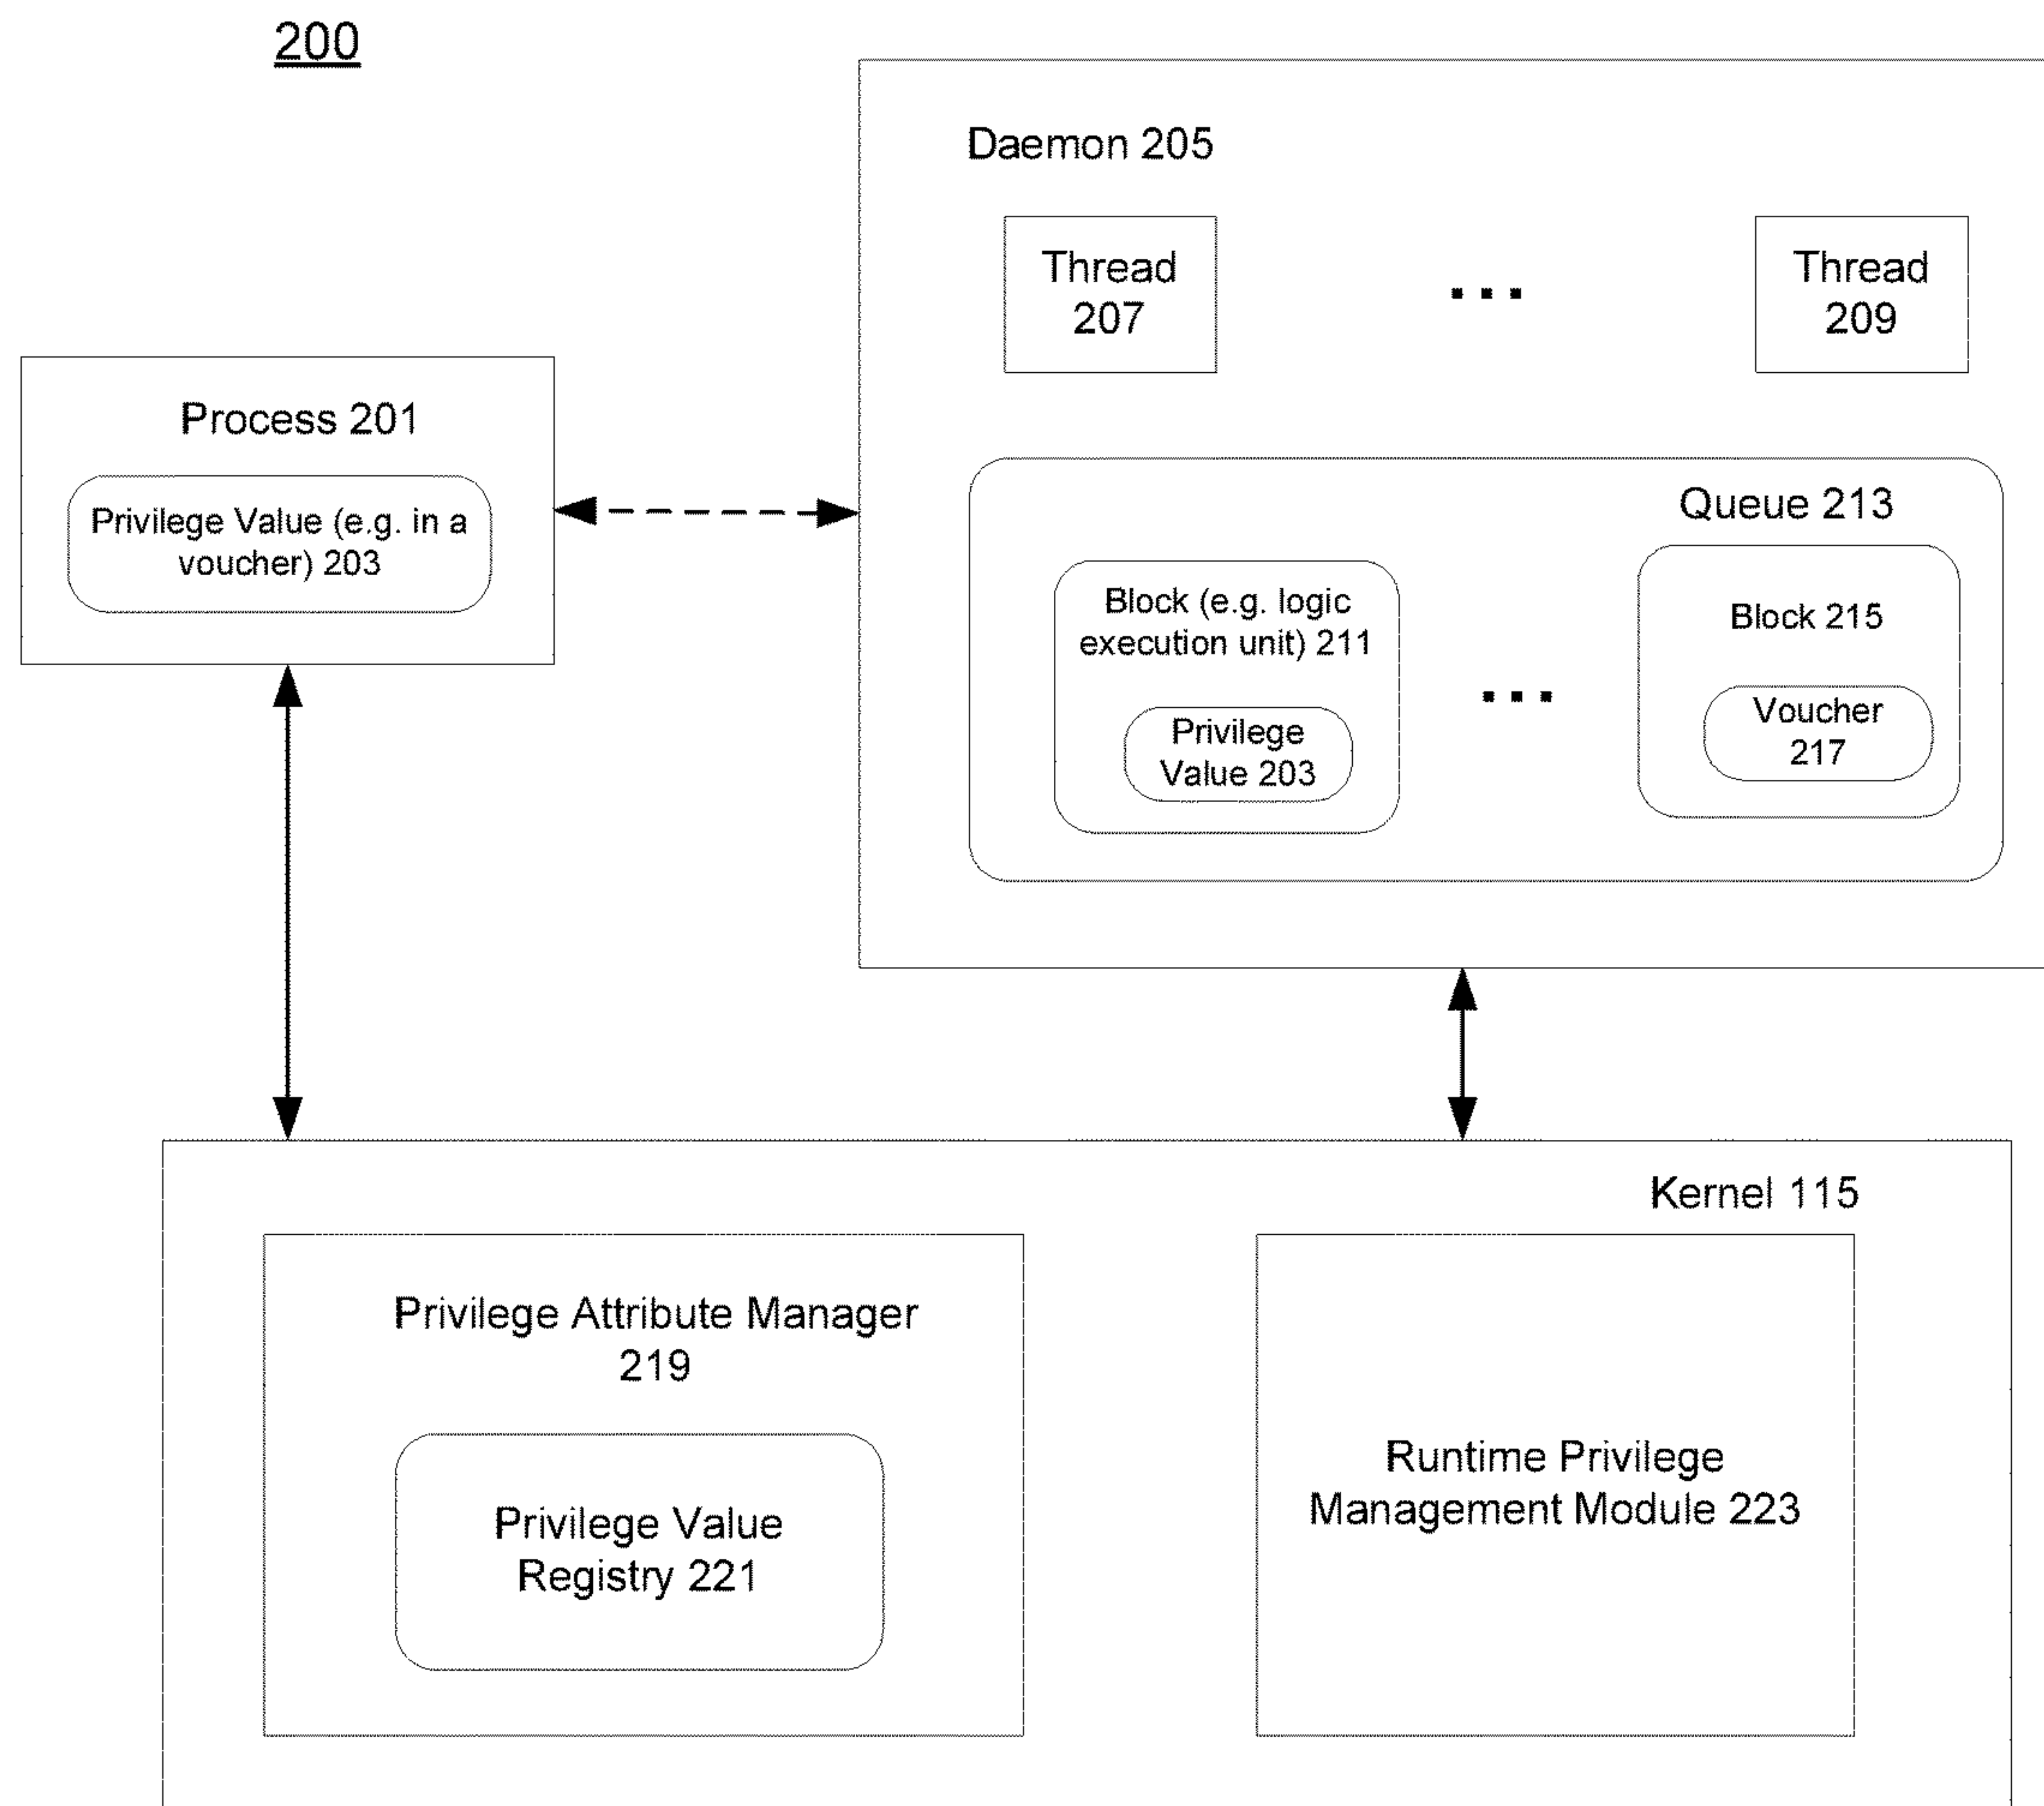 200
Daemon 205
Thread
207
...
Thread
209
Process 201
Privilege Value (e.g. in a
voucher) 203
Queue 213
Block (e.g. logic
execution unit) 211
Privilege
Value 203
...
Block 215
Voucher
217
Kernel 115
Privilege Attribute Manager
219
Privilege Value
Registry 221
Runtime Privilege
Management Module 223